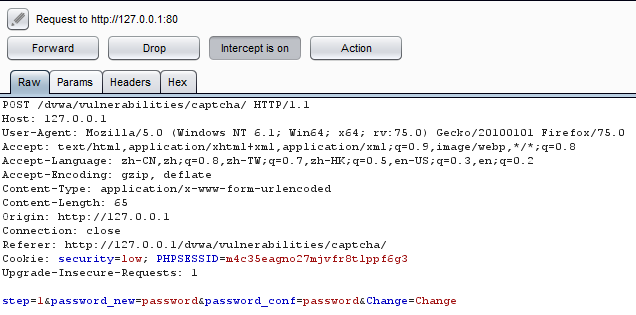 Request to http://127.0.0.1:80
Forward Drop Intercept is on Action
Raw Params Headers Hex
POST /dvwa/vulnerabilities/captcha/ HTTP/1.1
Host: 127.0.0.1
User-Agent: Mozilla/5.0 (Windows NT 6.1; Win64; x64; rv:75.0) Gecko/20100101 Firefox/75.0
Accept: text/html,application/xhtml+xml,application/xml;q=0.9,image/webp,*/*;q=0.8
Accept-Language: zh-CN,zh;q=0.8,zh-TW;q=0.7,zh-HK;q=0.5,en-US;q=0.3,en;q=0.2
Accept-Encoding: gzip, deflate
Content-Type: application/x-www-form-urlencoded
Content-Length: 65
Origin: http://127.0.0.1
Connection: close
Referer: http://127.0.0.1/dvwa/vulnerabilities/captcha/
Cookie: security=low; PHPSESSID=m4c35eagno27mjvfr8tlppf6g3
Upgrade-Insecure-Requests: 1
step=1&password_new=password&password_conf=password&Change=Change